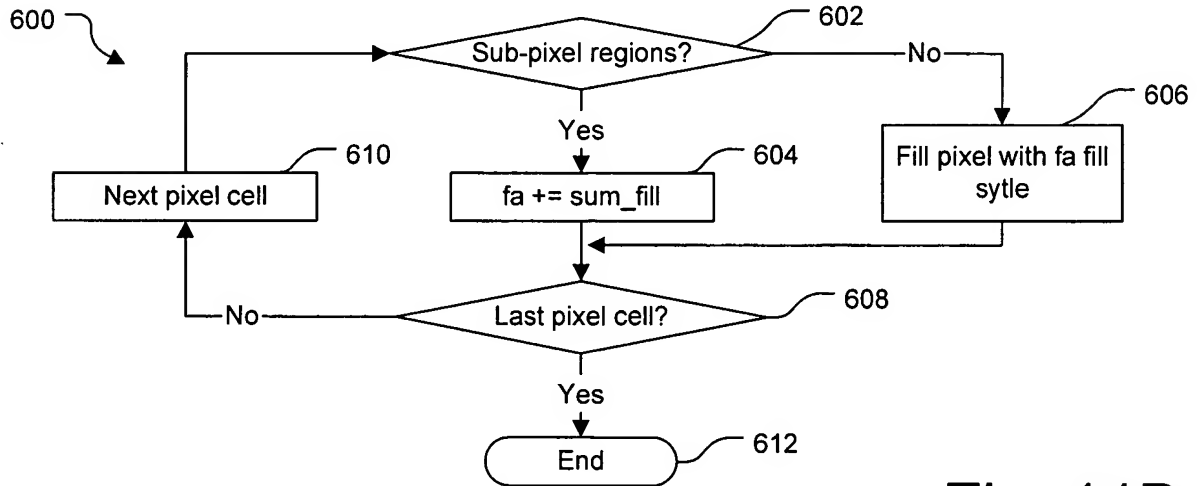 600
Sub-pixel regions?
602
No
606
Yes
Fill pixel with fa fill
sytle
610
Next pixel cell
604
fa += sum_fill
No
Last pixel cell?
608
Yes
End
612